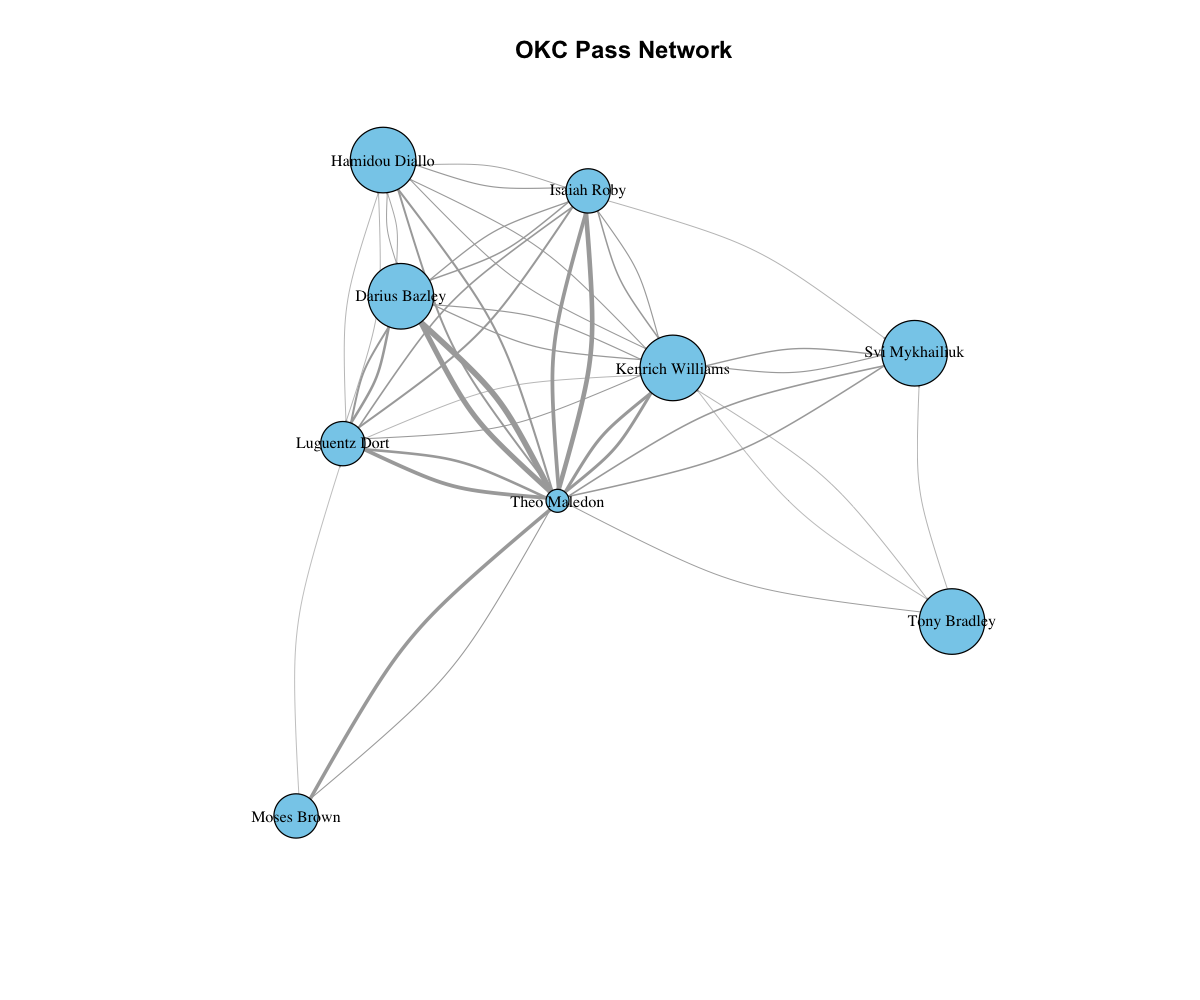 OKC Pass Network
Hamidou Diallo
Isaiah Roby
Darius Bazley
Kenrich Williams
Svi Mykhailiuk
Luguentz Dort
Theo Maledon
Tony Bradley
Moses Brown